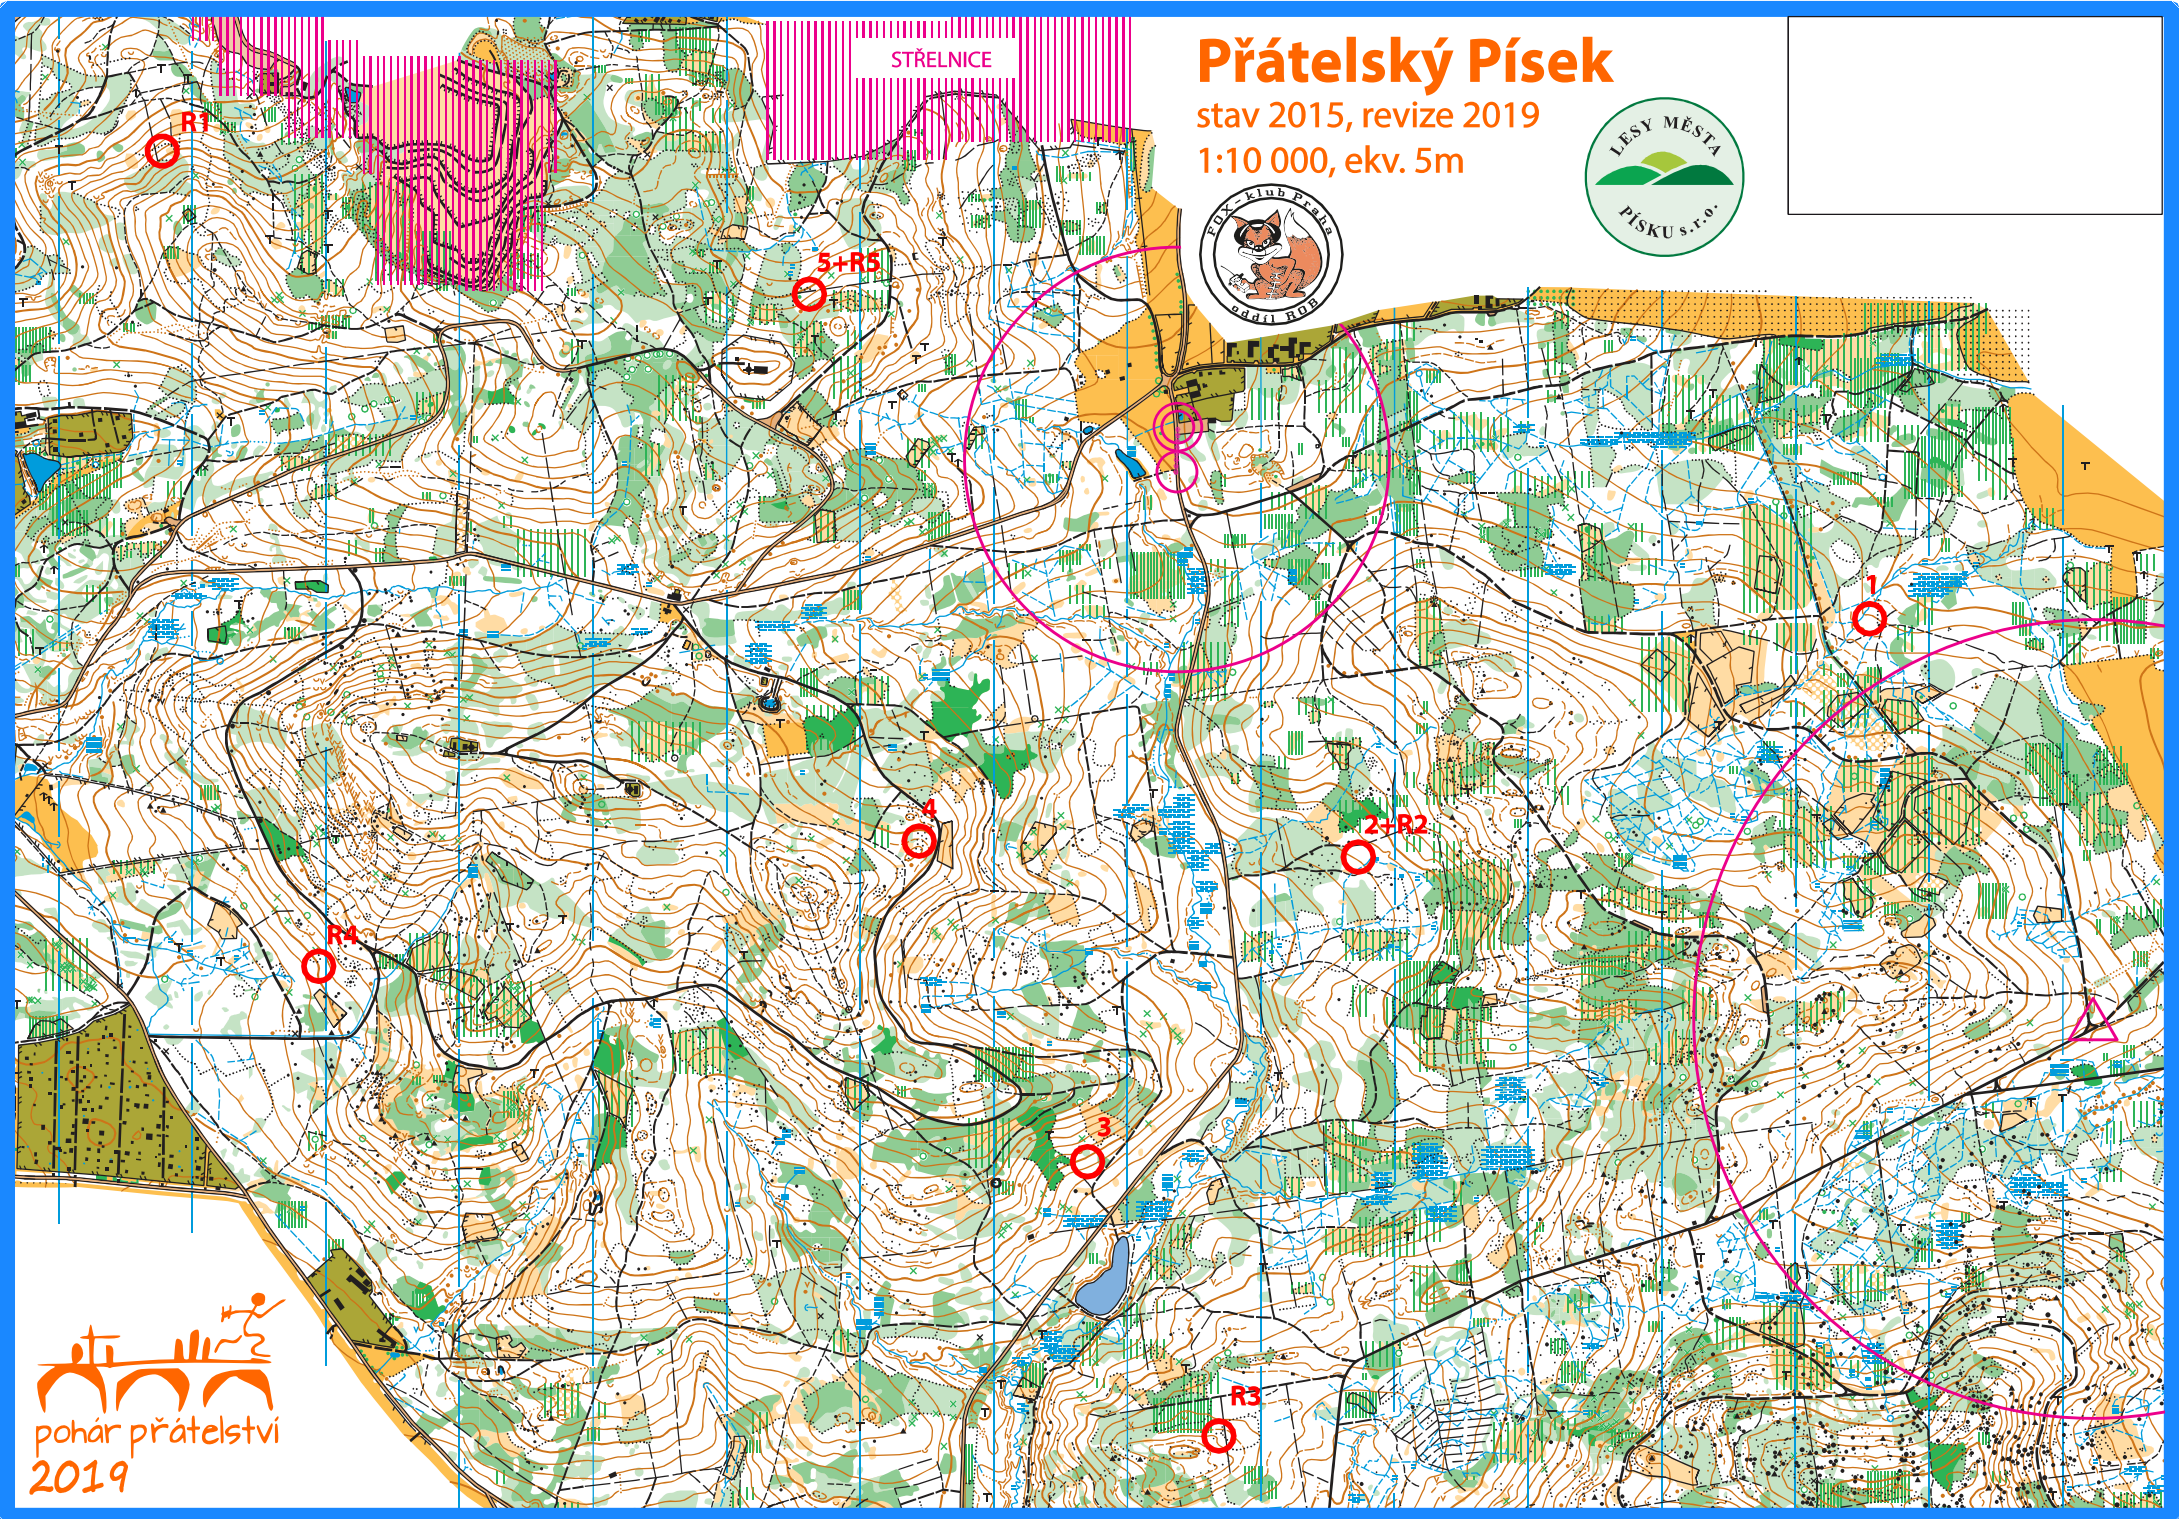 STŘELNICE
Přátelský Písek
stav 2015, revize 2019
1:10 000, ekv. 5m
LESY MĚSTA
PÍSKU s.r.o.
FOX-klub Praha
oddíl ROB
R1
5+R5
1
4
2+R2
R4
3
R3
pohár přátelství
2019